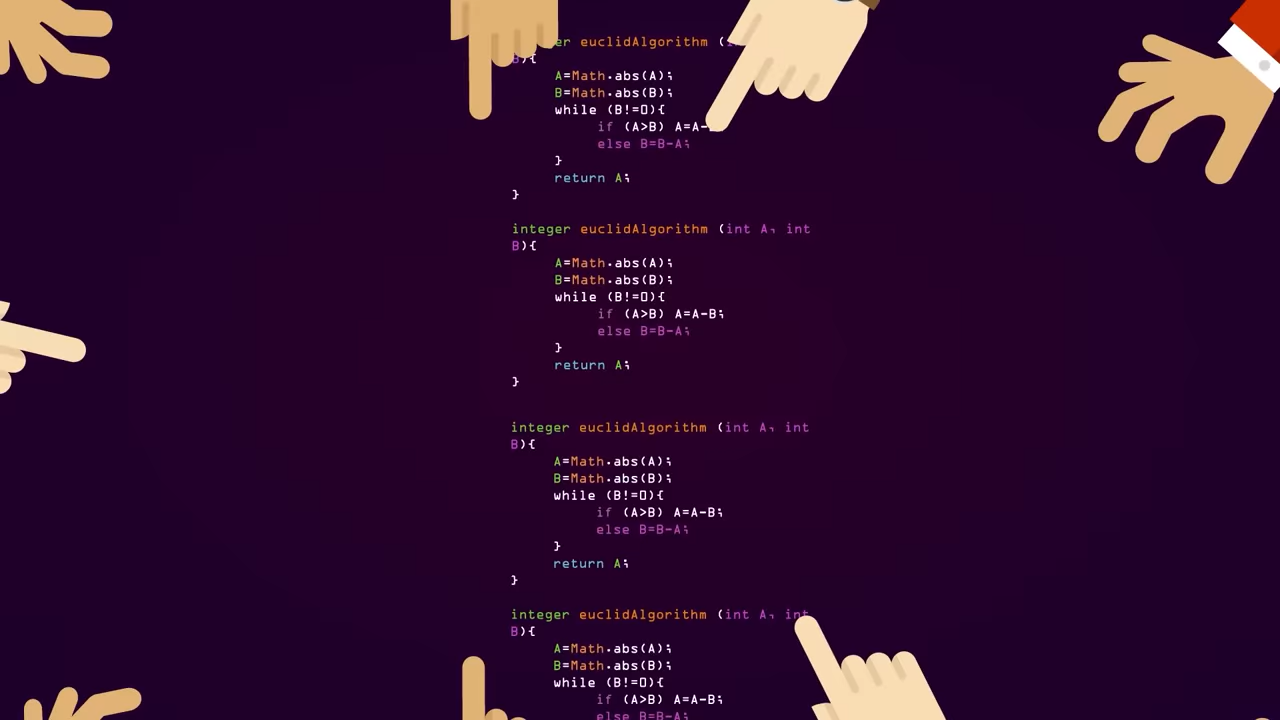 er euclidAlgorithm (
B){
A=Math.abs(A);
B=Math.abs(B);
while (B!=0){
if (A>B) A=A-
else B=B-A;
}
return A;
}
integer euclidAlgorithm (int A, int
B){
A=Math.abs(A);
B=Math.abs(B);
while (B!=0){
if (A>B) A=A-B;
else B=B-A;
}
return A;
}
integer euclidAlgorithm (int A, int
B){
A=Math.abs(A);
B=Math.abs(B);
while (B!=0){
if (A>B) A=A-B;
else B=B-A;
}
return A;
}
integer euclidAlgorithm (int A, int
B){
A=Math.abs(A);
B=Math.abs(B);
while (B!=0){
if (A>B) A=A-B;
else B=B-A;